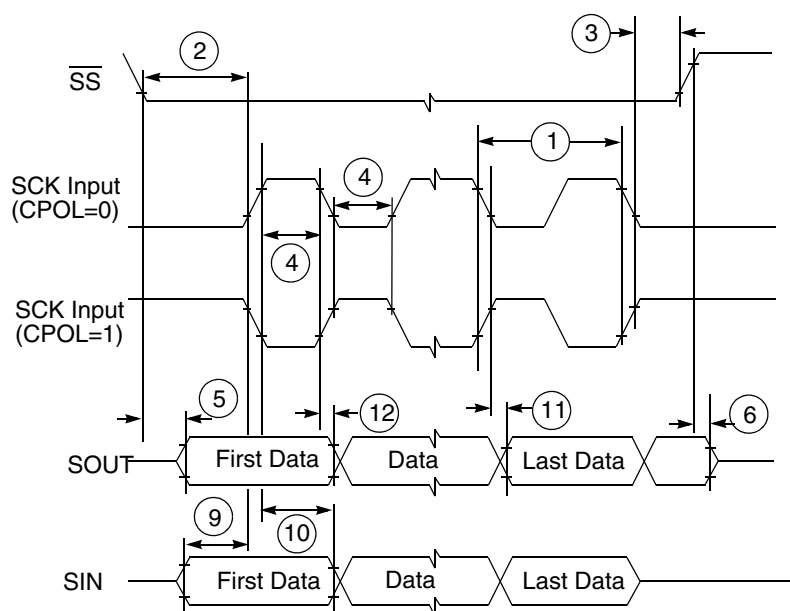 2
3
SS
1
SCK Input
(CPOL=0)
4
4
SCK Input
(CPOL=1)
5
12
11
6
SOUT
First Data
Data
Last Data
9
10
SIN
First Data
Data
Last Data